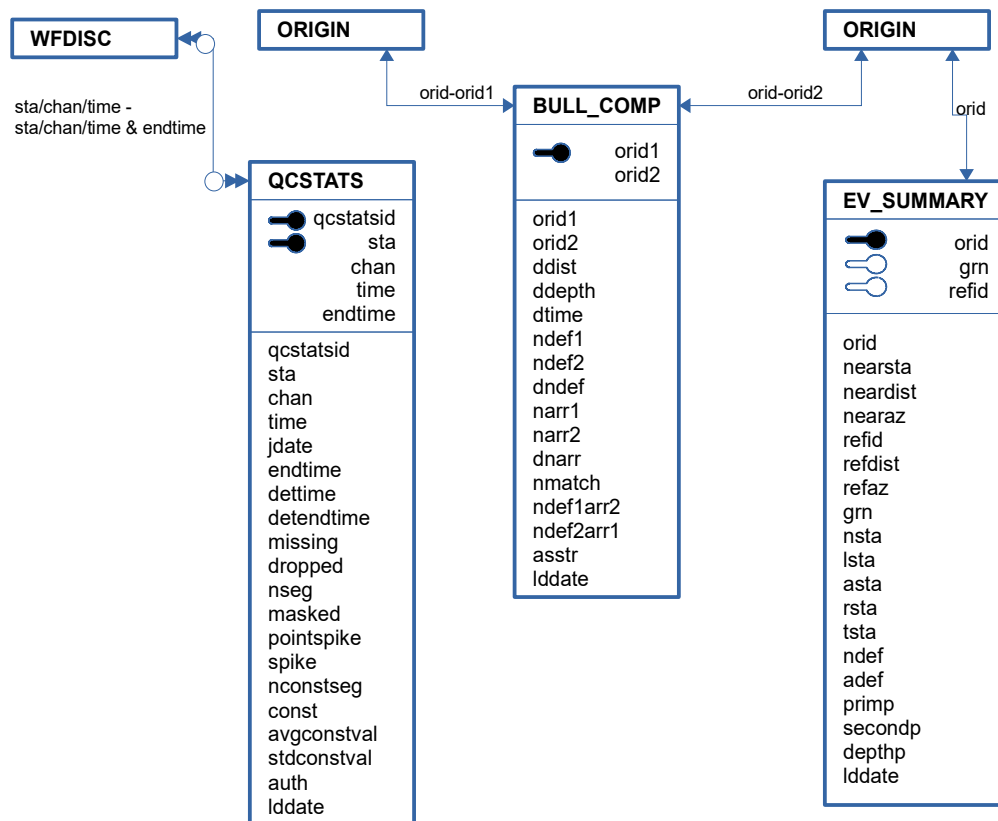 WFDISC
ORIGIN
ORIGIN
sta/chan/time -
sta/chan/time & endtime
orid-orid1
orid-orid2
orid
BULL_COMP
orid1
orid2
orid1
orid2
ddist
ddepth
dtime
ndef1
ndef2
dndef
narr1
narr2
dnarr
nmatch
ndef1arr2
ndef2arr1
asstr
lddate
QCSTATS
qcstatsid
sta
chan
time
endtime
qcstatsid
sta
chan
time
jdate
endtime
dettime
detendtime
missing
dropped
nseg
masked
pointspike
spike
nconstseg
const
avgconstval
stdconstval
auth
lddate
EV_SUMMARY
orid
grn
refid
orid
nearsta
neardist
nearaz
refid
refdist
refaz
grn
nsta
lsta
asta
rsta
tsta
ndef
adef
primp
secondp
depthp
lddate